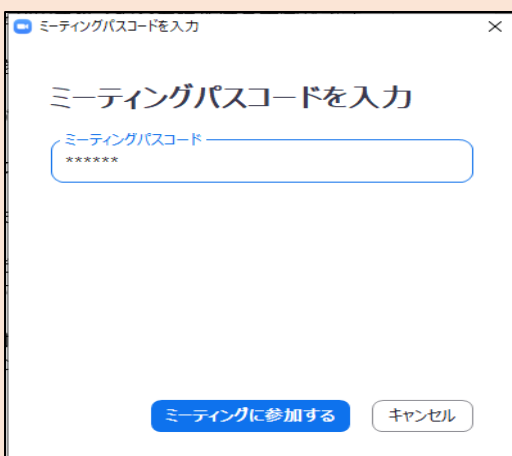 ミーティングパスコードを入力
ミーティングパスコードを入力
ミーティングパスコード
******
ミーティングに参加する
キャンセル